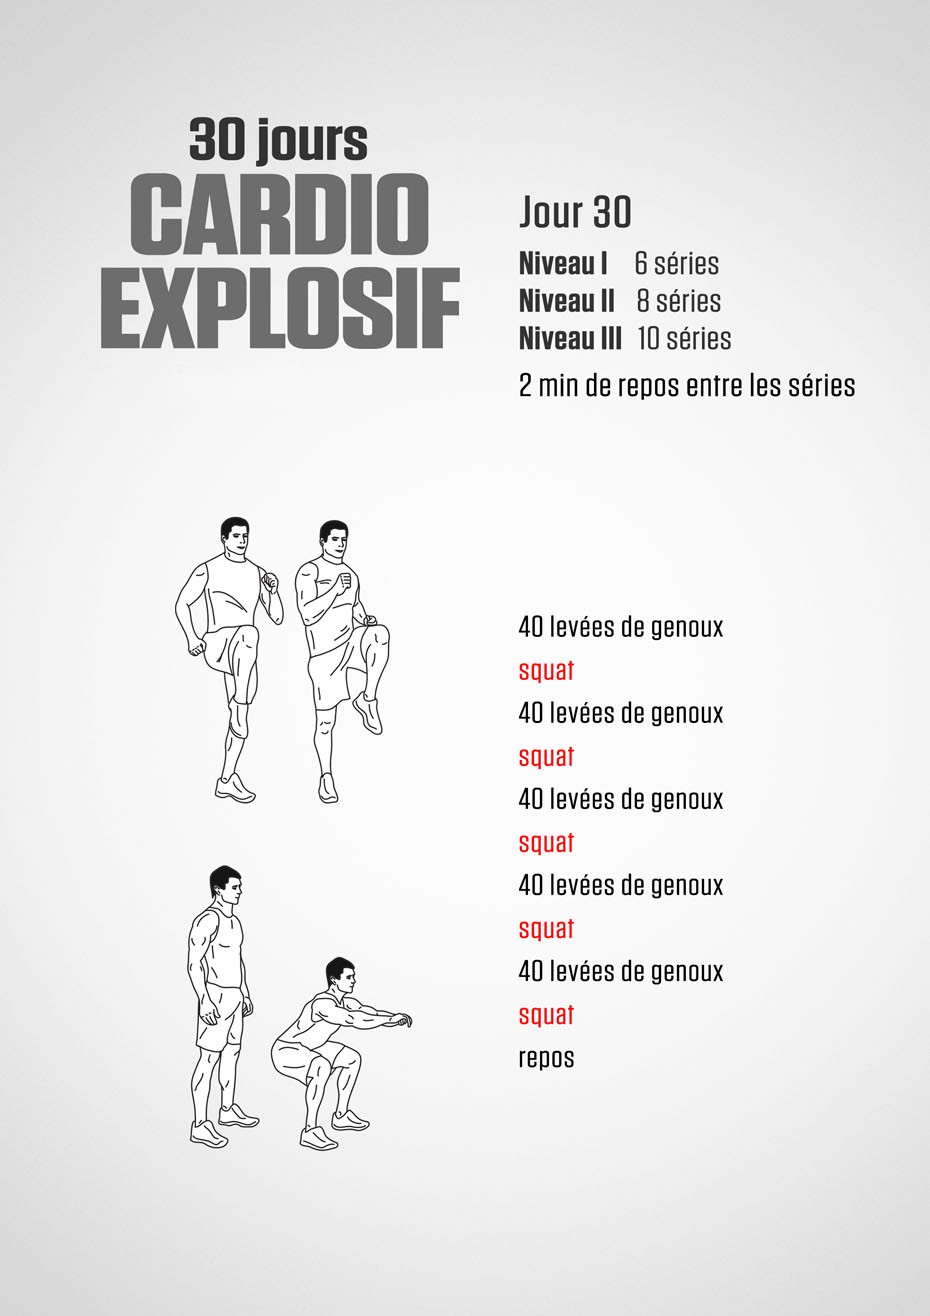 30 jours
CARDIO
EXPLOSIF
Jour 30
Niveau I 6 séries
Niveau II 8 séries
Niveau III 10 séries
2 min de repos entre les séries
40 levées de genoux
squat
40 levées de genoux
squat
40 levées de genoux
squat
40 levées de genoux
squat
40 levées de genoux
squat
repos